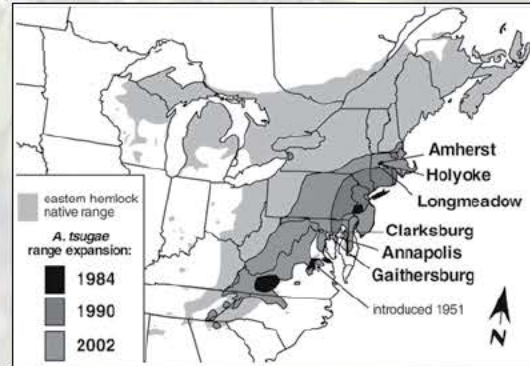 Amherst
Holyoke
Longmeadow
Clarksburg
Annapolis
Gaithersburg
introduced 1951
N
eastern hemlock
native range
A. tsugae
range expansion:
1984
1990
2002